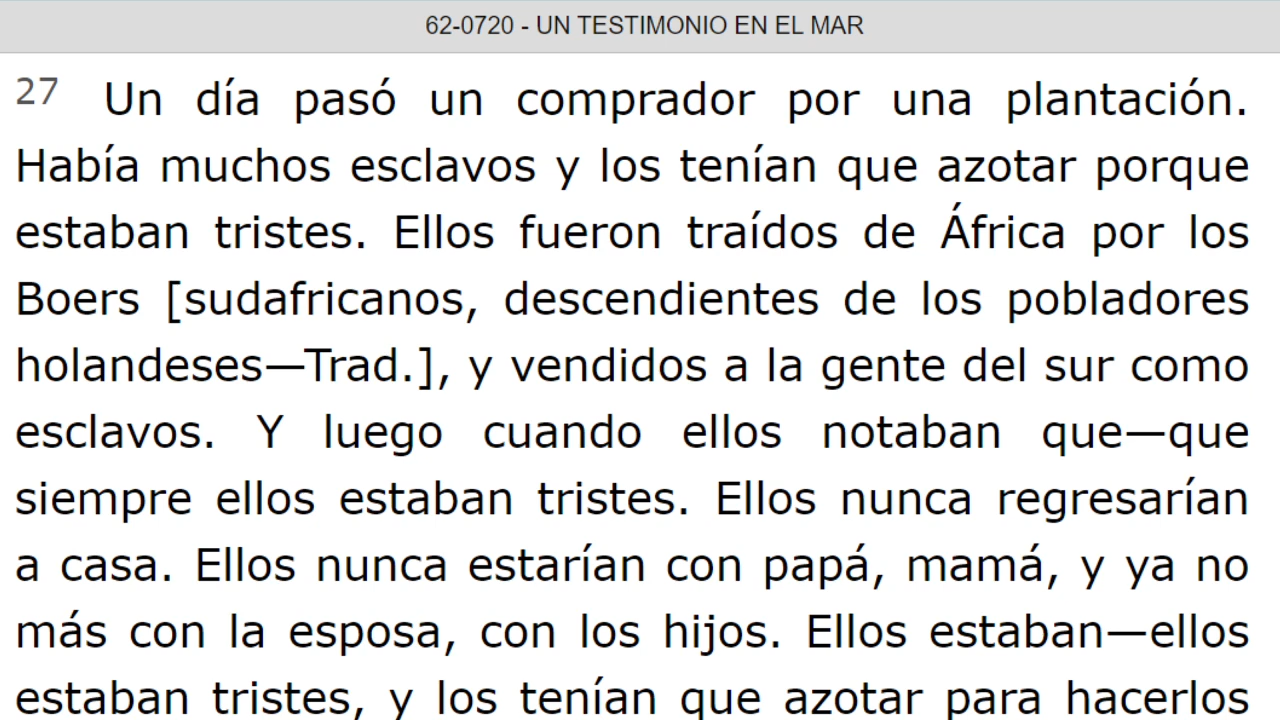 62-0720 - UN TESTIMONIO EN EL MAR
27 Un día pasó un comprador por una plantación.
Había muchos esclavos y los tenían que azotar porque
estaban tristes. Ellos fueron traídos de África por los
Boers [sudafricanos, descendientes de los pobladores
holandeses—Trad.], y vendidos a la gente del sur como
esclavos. Y luego cuando ellos notaban que—que
siempre ellos estaban tristes. Ellos nunca regresarían
a casa. Ellos nunca estarían con papá, mamá, y ya no
más con la esposa, con los hijos. Ellos estaban—ellos
estaban tristes, y los tenían que azotar para hacerlos